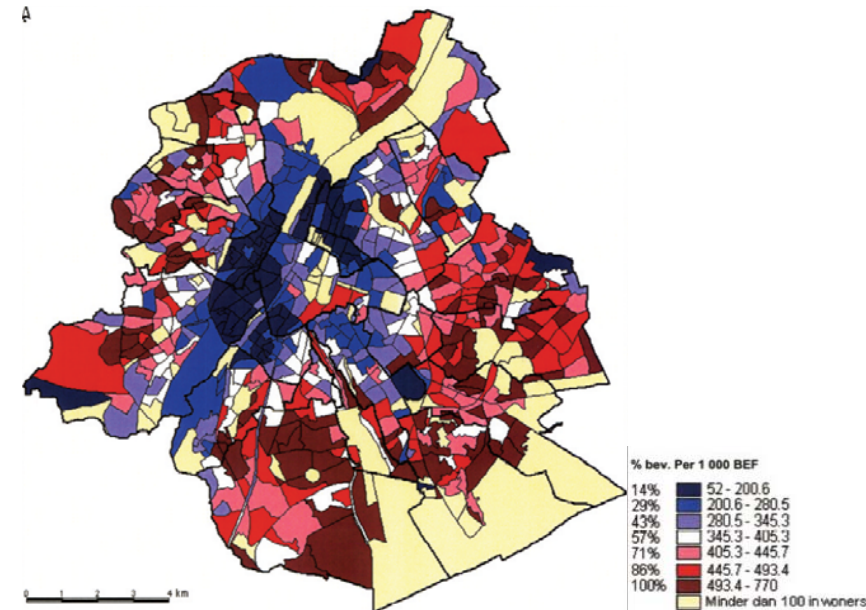 A
% bev. Per 1 000 BEF
14% 52 - 200.6
29% 200.6 - 280.5
43% 280.5 - 345.3
57% 345.3 - 405.3
71% 405.3 - 445.7
86% 445.7 - 493.4
100% 493.4 - 770
Minder dan 100 inwoners
0 2 4 km